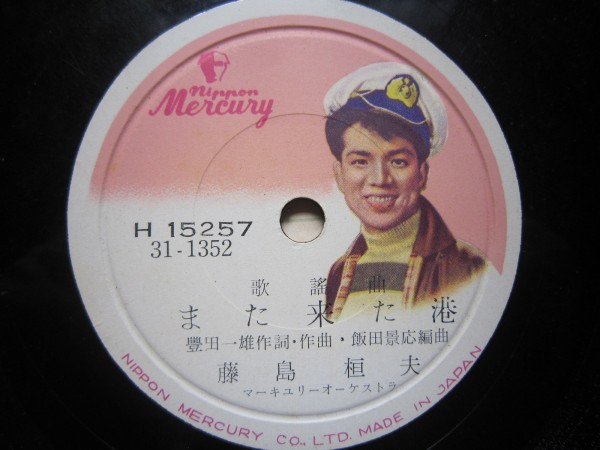 Nippon
Mercury
H 15257
31-1352
歌謡曲
また来た港
豐田一雄作詞・作曲・飯田景応編曲
藤島桓夫
マーキユリーオーケストラ
NIPPON MERCURY CO., LTD. MADE IN JAPAN